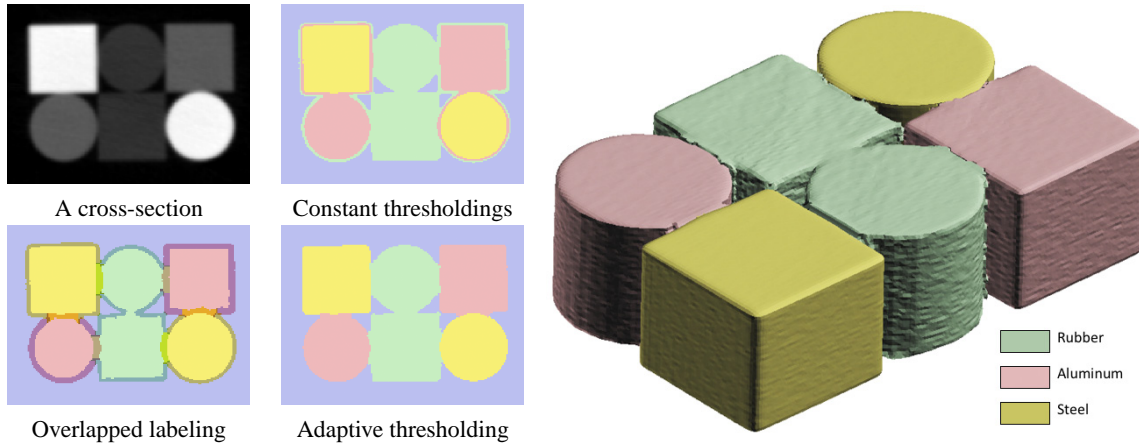 A cross-section
Constant thresholdings
Overlapped labeling
Adaptive thresholding
Rubber
Aluminum
Steel